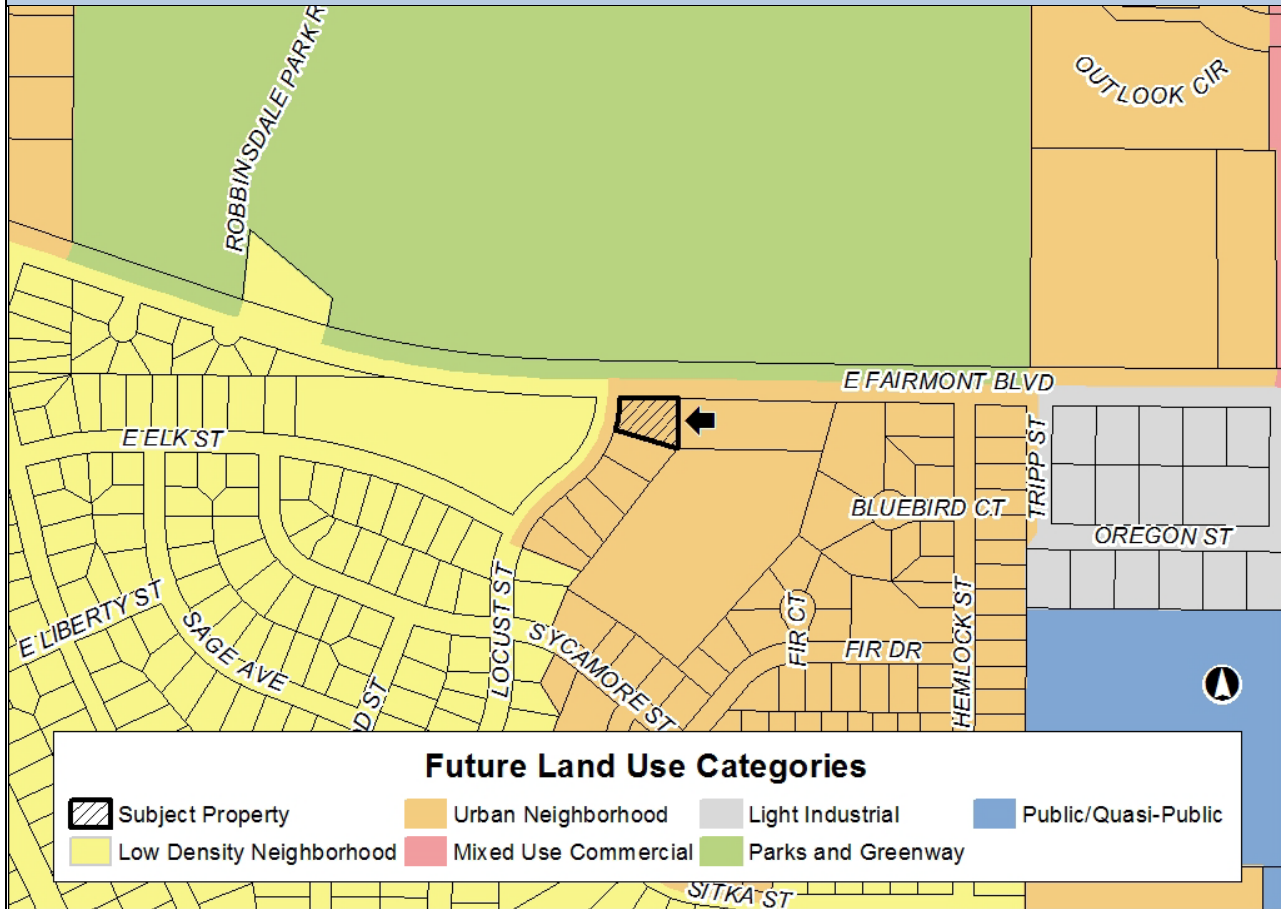 ROBBINSDALE PARK R
OUTLOOK CIR
E FAIRMONT BLVD
E ELK ST
TRIPP ST
BLUEBIRD CT
OREGON ST
E LIBERTY ST
SAGE AVE
LOCUST ST
SYCAMORE ST
FIR CT
FIR DR
HEMLOCK ST
OD ST
Future Land Use Categories
Subject Property
Urban Neighborhood
Light Industrial
Public/Quasi-Public
Low Density Neighborhood
Mixed Use Commercial
Parks and Greenway
SITKA ST